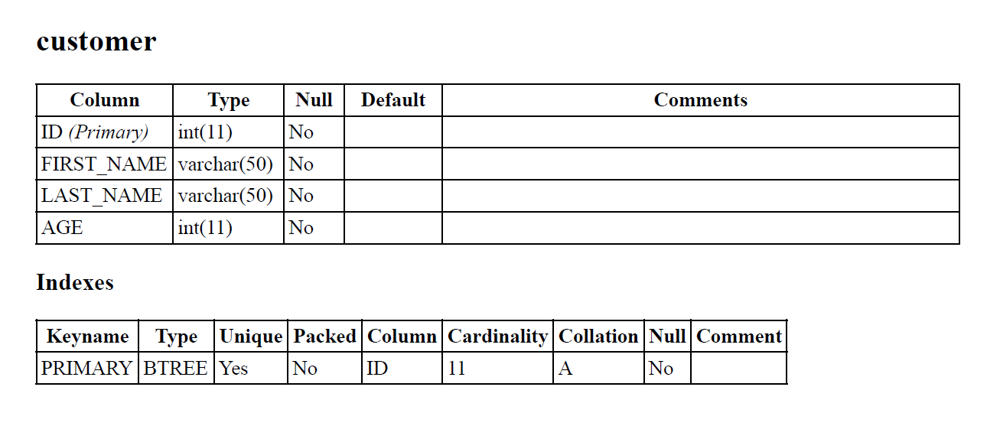 customer
Column Type Null Default Comments
ID (Primary) int(11) No
FIRST_NAME varchar(50) No
LAST_NAME varchar(50) No
AGE int(11) No
Indexes
Keyname Type Unique Packed Column Cardinality Collation Null Comment
PRIMARY BTREE Yes No ID 11 A No